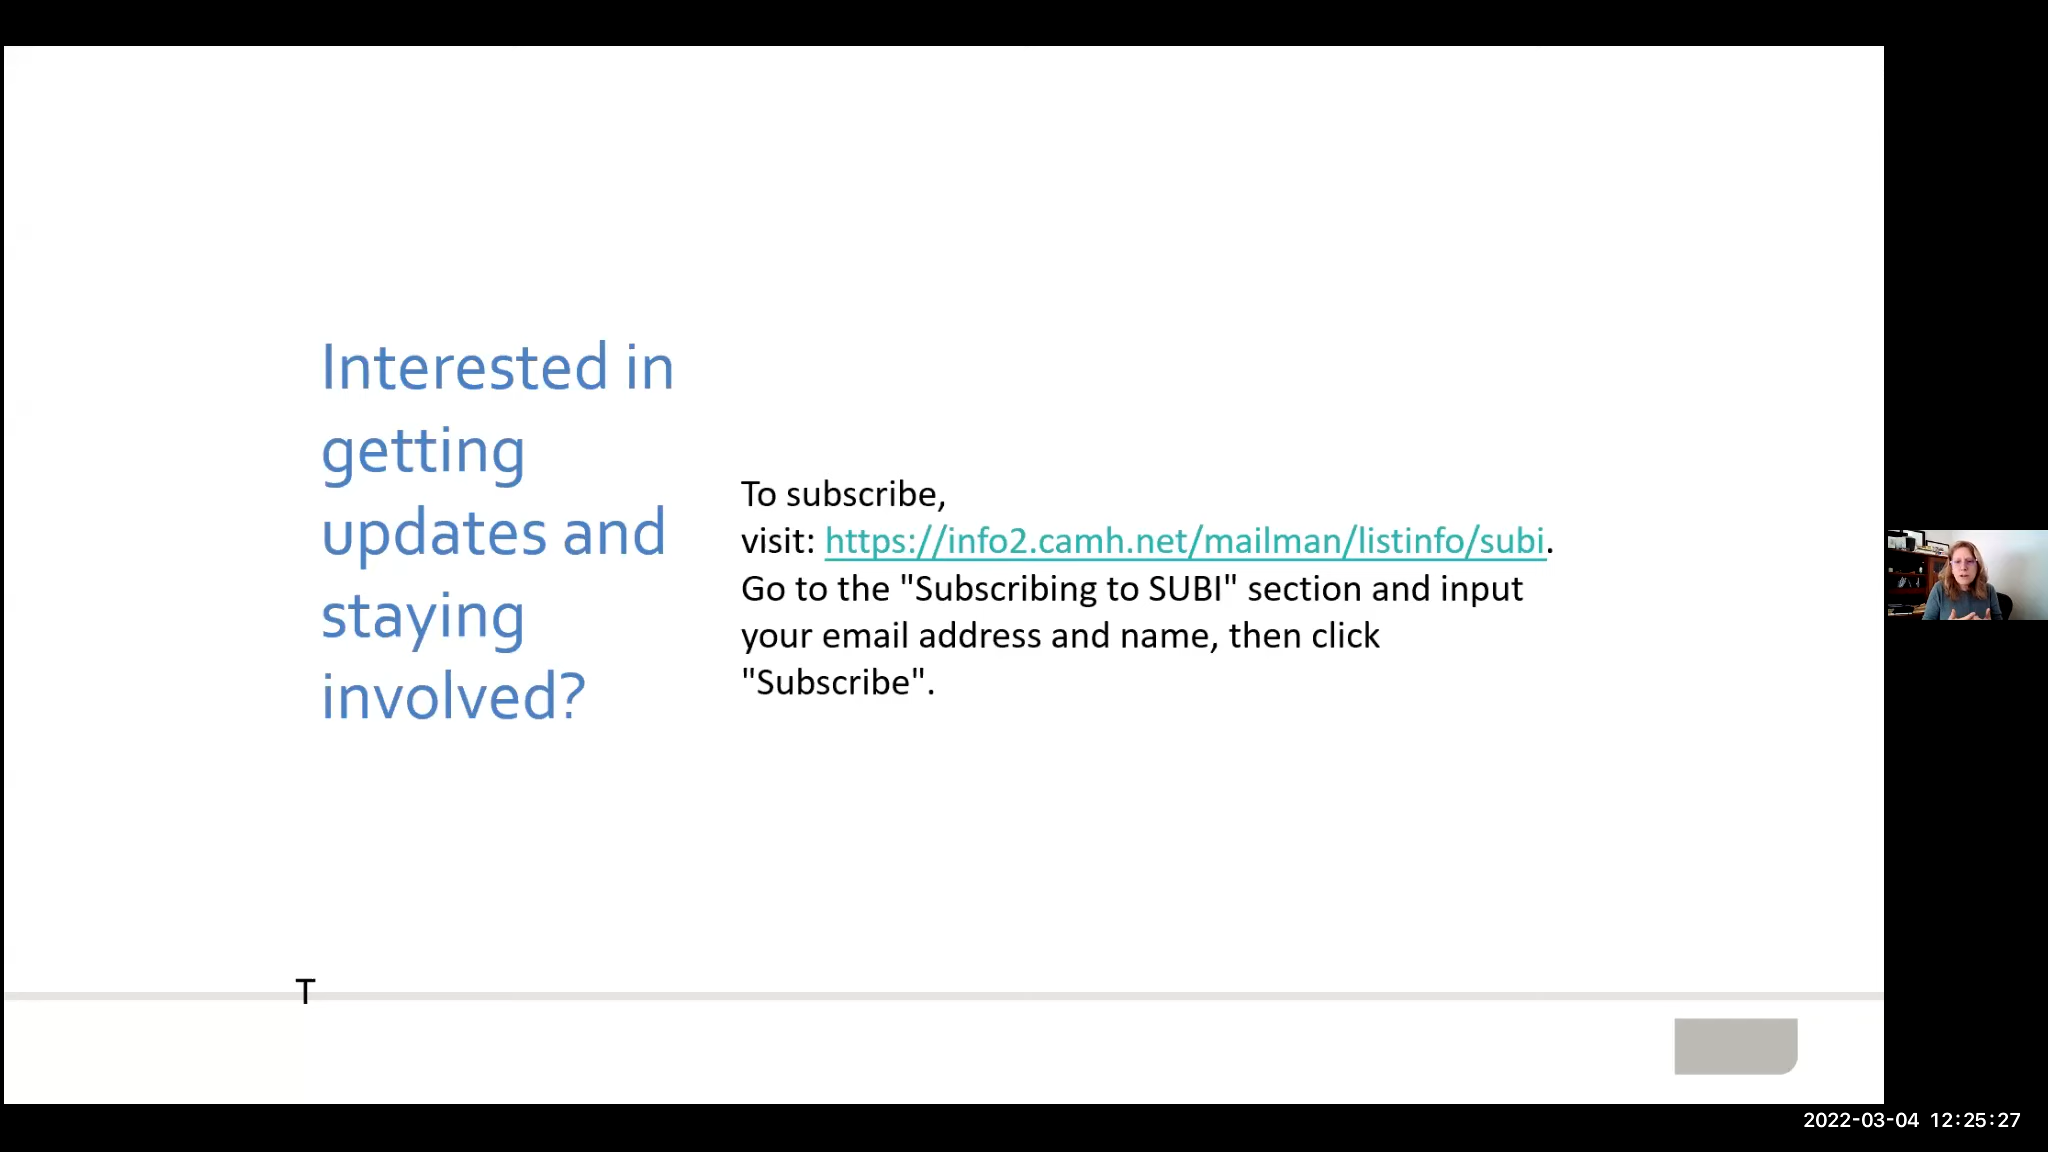 Interested in
getting
updates and
staying
involved?
To subscribe,
visit: https://info2.camh.net/mailman/listinfo/subi.
Go to the "Subscribing to SUBI" section and input
your email address and name, then click
"Subscribe".
T
2022-03-04 12:25:27